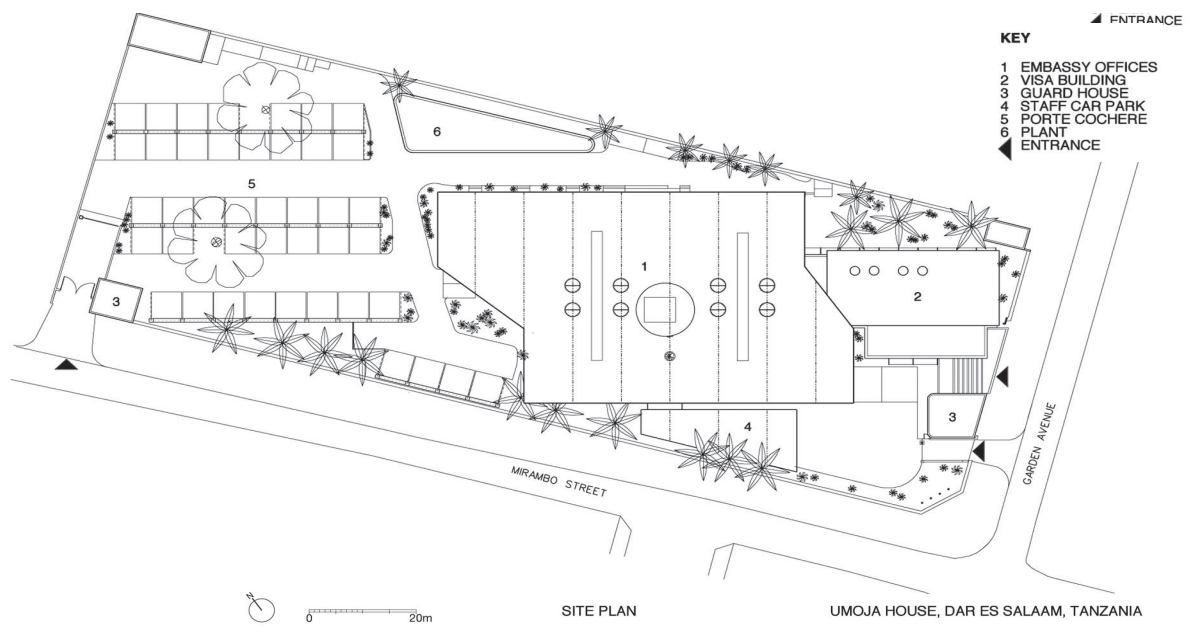 ENTRANCE
KEY
1 EMBASSY OFFICES
2 VISA BUILDING
3 GUARD HOUSE
4 STAFF CAR PARK
5 PORTE COCHERE
6 PLANT
ENTRANCE
6
5
1
2
3
3
4
MIRAMBO STREET
GARDEN AVENUE
N
0 20m
SITE PLAN
UMOJA HOUSE, DAR ES SALAAM, TANZANIA